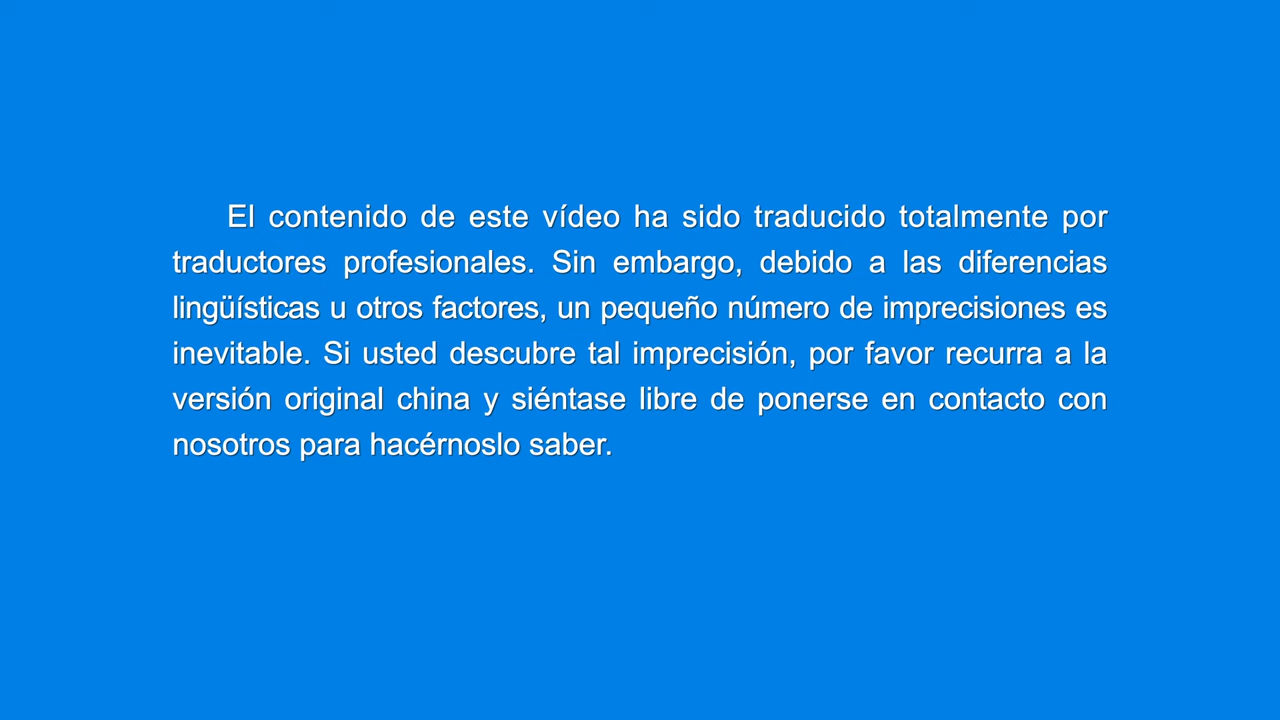 El contenido de este vídeo ha sido traducido totalmente por
traductores profesionales. Sin embargo, debido a las diferencias
lingüísticas u otros factores, un pequeño número de imprecisiones es
inevitable. Si usted descubre tal imprecisión, por favor recurra a la
versión original china y siéntase libre de ponerse en contacto con
nosotros para hacérnoslo saber.